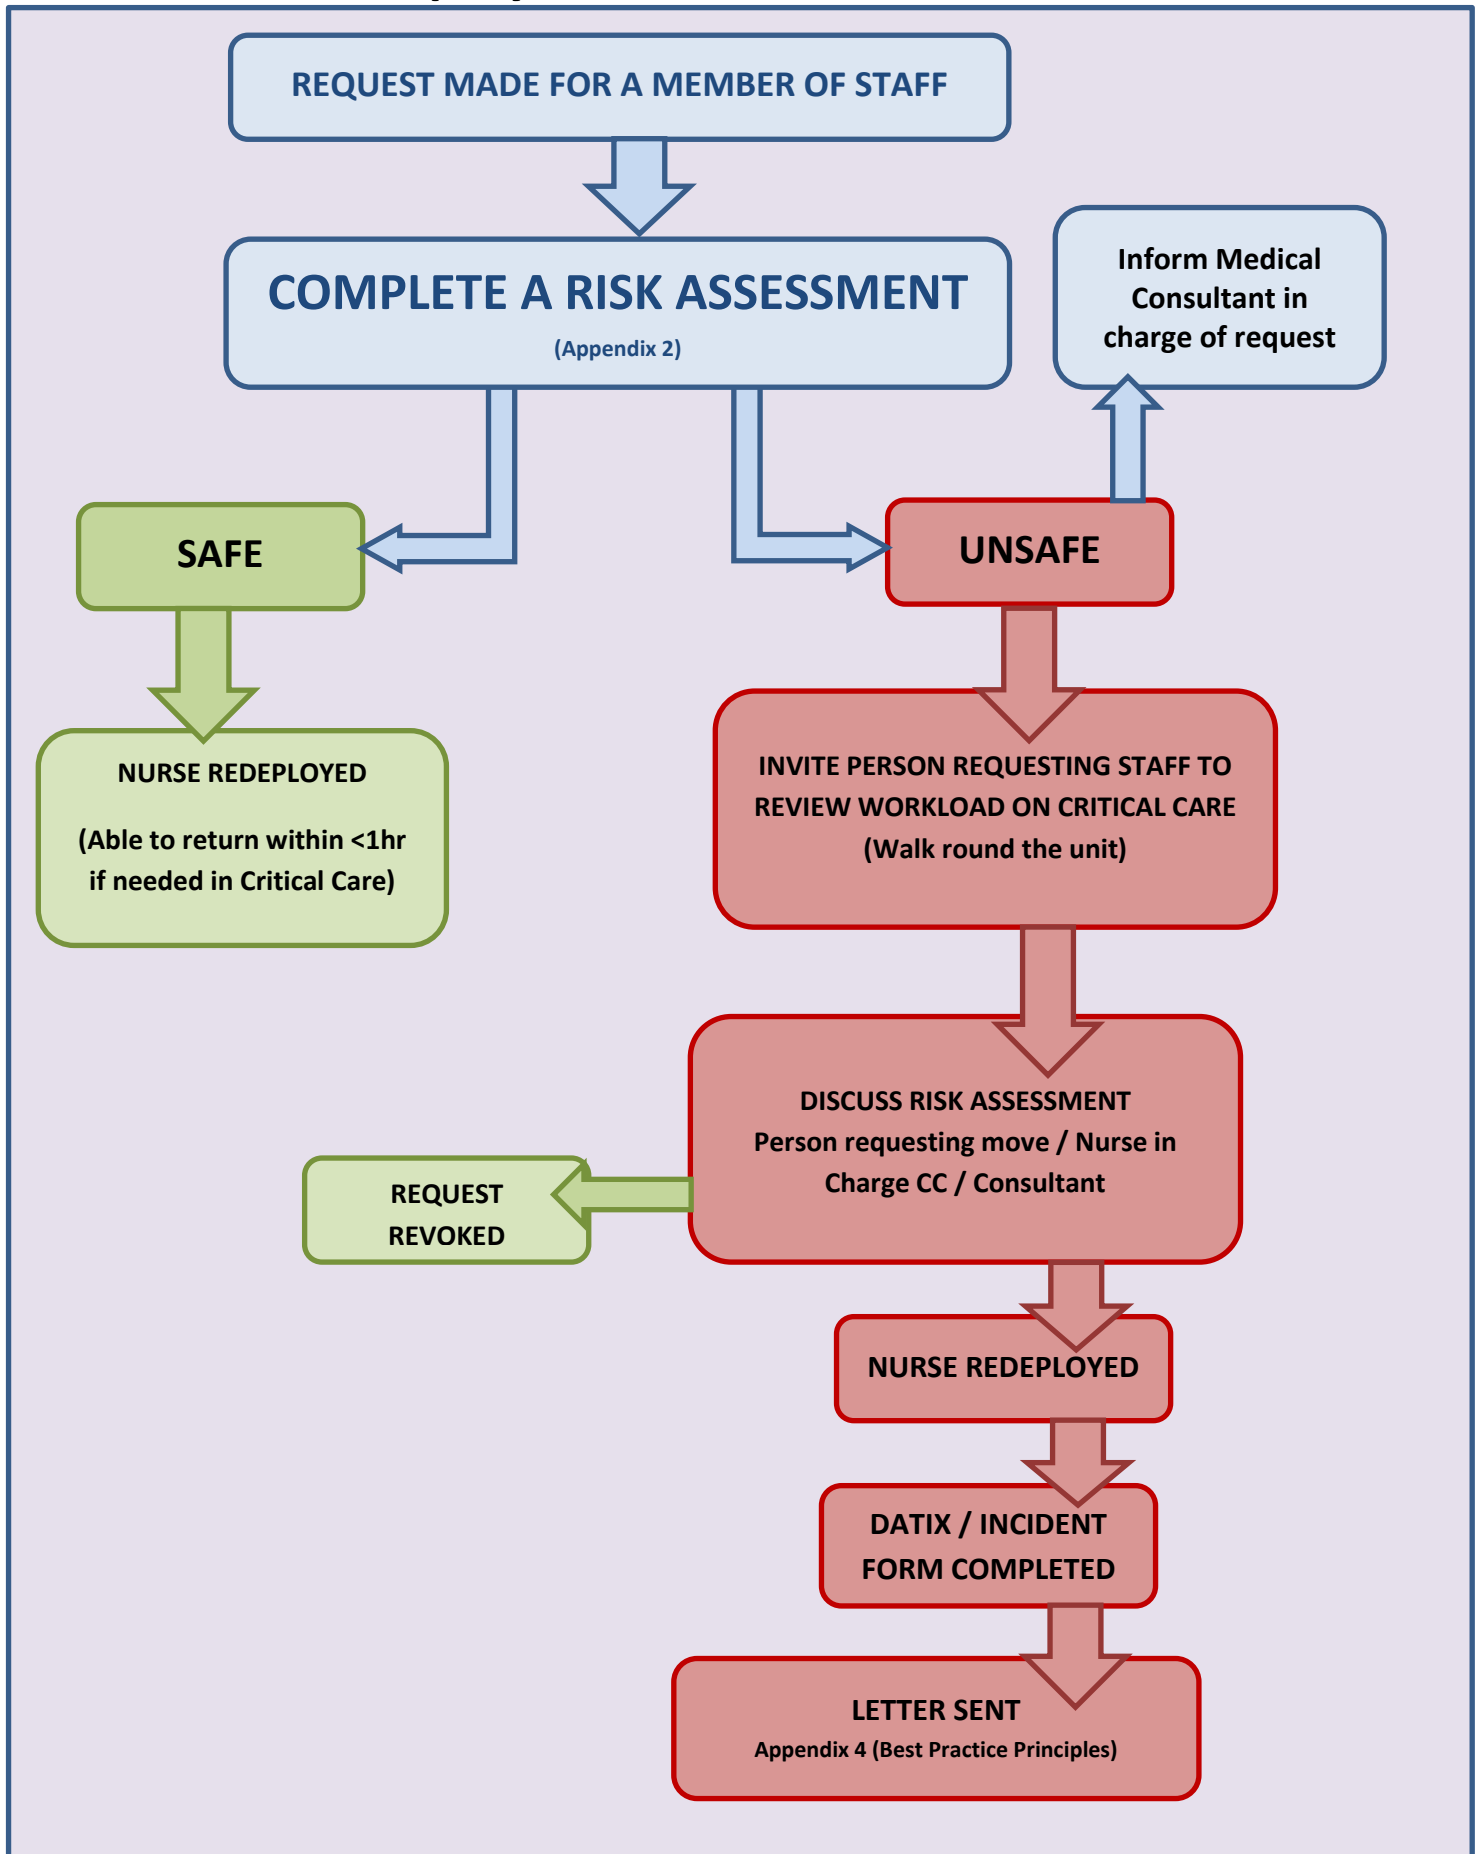 REQUEST MADE FOR A MEMBER OF STAFF
COMPLETE A RISK ASSESSMENT
(Appendix 2)
Inform Medical
Consultant in
charge of request
SAFE
UNSAFE
NURSE REDEPLOYED
(Able to return within <1hr
if needed in Critical Care)
INVITE PERSON REQUESTING STAFF TO
REVIEW WORKLOAD ON CRITICAL CARE
(Walk round the unit)
DISCUSS RISK ASSESSMENT
Person requesting move / Nurse in
Charge CC / Consultant
REQUEST
REVOKED
NURSE REDEPLOYED
DATIX / INCIDENT
FORM COMPLETED
LETTER SENT
Appendix 4 (Best Practice Principles)